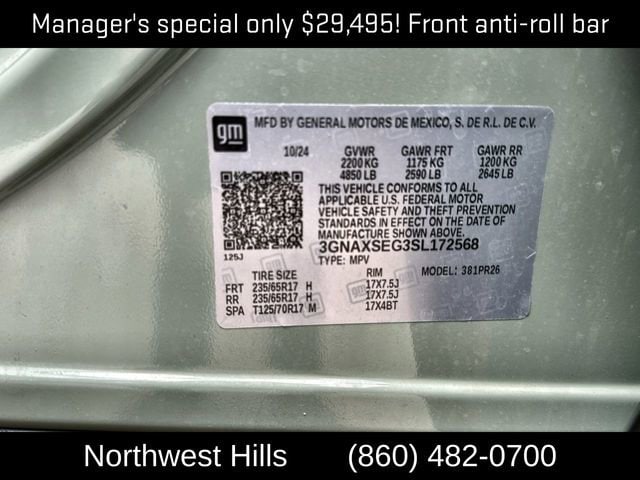 Manager's special only $29,495! Front anti-roll bar
gm MFD BY GENERAL MOTORS DE MEXICO, S. DE R.L. DE C.V.
10/24 GVWR GAWR FRT GAWR RR
2200 KG 1175 KG 1200 KG
4850 LB 2590 LB 2645 LB
THIS VEHICLE CONFORMS TO ALL
APPLICABLE U.S. FEDERAL MOTOR
VEHICLE SAFETY AND THEFT PREVENTION
STANDARDS IN EFFECT ON THE DATE OF
MANUFACTURE SHOWN ABOVE.
3GNAXSEG3SL172568
125J TYPE: MPV
TIRE SIZE RIM MODEL: 381PR26
FRT 235/65R17 H 17X7.5J
RR 235/65R17 H 17X7.5J
SPA T125/70R17 M 17X4BT
Northwest Hills (860) 482-0700